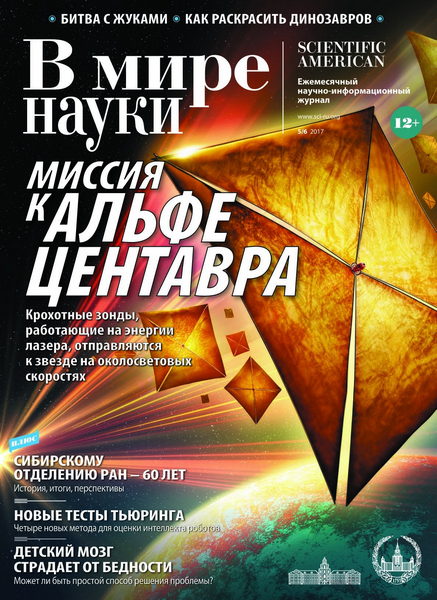 • БИТВА С ЖУКАМИ • КАК РАСКРАСИТЬ ДИНОЗАВРОВ •
В мире
науки
SCIENTIFIC
AMERICAN
Ежемесячный
научно-информационный
журнал
www.sci-ru.org
5/6 2017
12+
МИССИЯ
К АЛЬФЕ
ЦЕНТАВРА
Крохотные зонды,
работающие на энергии
лазера, отправляются
к звезде на околосветовых
скоростях
ПЛЮС
СИБИРСКОМУ
ОТДЕЛЕНИЮ РАН — 60 ЛЕТ
История, итоги, перспективы
НОВЫЕ ТЕСТЫ ТЬЮРИНГА
Четыре новых метода для оценки интеллекта роботов
ДЕТСКИЙ МОЗГ
СТРАДАЕТ ОТ БЕДНОСТИ
Может ли быть простой способ решения проблемы?